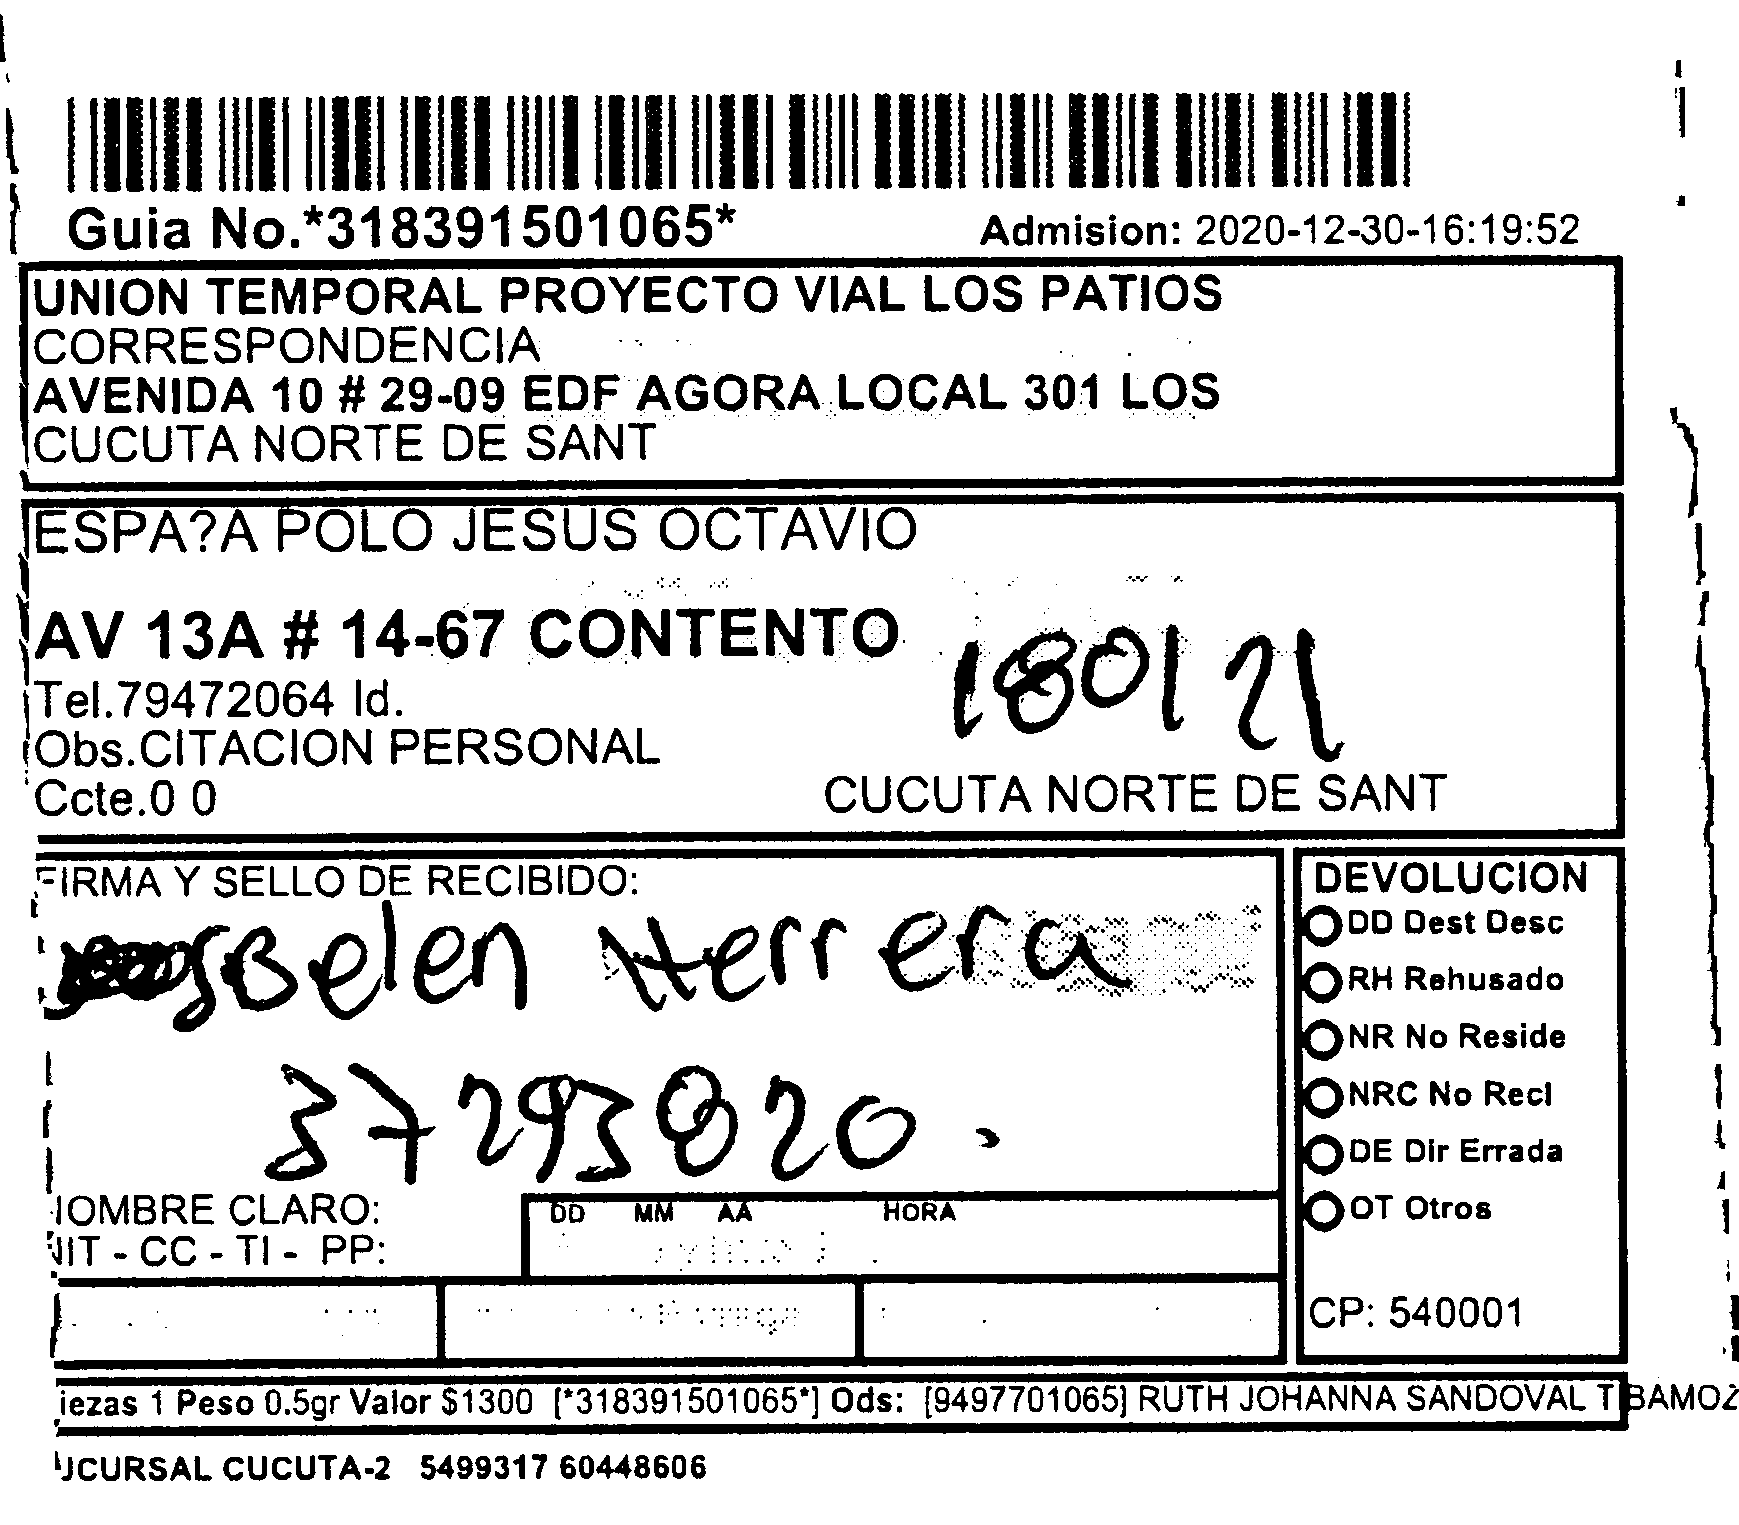 Guia No.*318391501065*
Admision: 2020-12-30-16:19:52
UNION TEMPORAL PROYECTO VIAL LOS PATIOS
CORRESPONDENCIA
AVENIDA 10 # 29-09 EDF AGORA LOCAL 301 LOS
CUCUTA NORTE DE SANT
ESPA?A POLO JESUS OCTAVIO
AV 13A # 14-67 CONTENTO
180121
Tel.79472064 Id.
Obs.CITACION PERSONAL
Ccte.0 0
CUCUTA NORTE DE SANT
FIRMA Y SELLO DE RECIBIDO:
Belen Herrera
37293820.
NOMBRE CLARO:
NIT - CC - TI - PP:
DD MM AA HORA
DEVOLUCION
DD Dest Desc
RH Rehusado
NR No Reside
NRC No Recl
DE Dir Errada
OT Otros
CP: 540001
iezas 1 Peso 0.5gr Valor $1300 [*318391501065*] Ods: [9497701065] RUTH JOHANNA SANDOVAL TIBAMOZ
UCURSAL CUCUTA-2 5499317 60448606